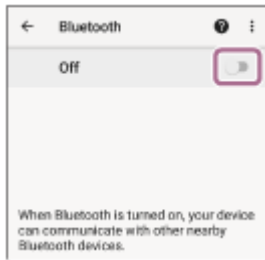 Bluetooth
Off
When Bluetooth is turned on, your device
can communicate with other nearby
Bluetooth devices.